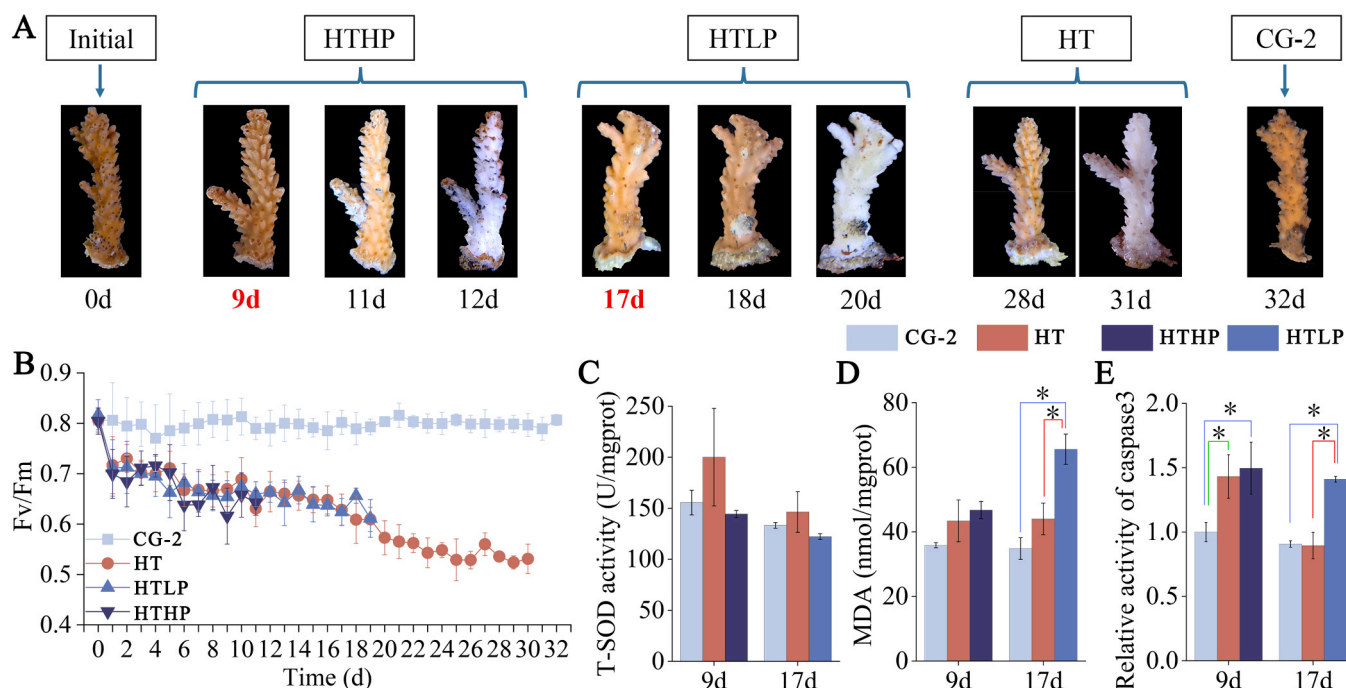 A
Initial
HTHP
HTLP
HT
CG-2
0d
9d
11d
12d
17d
18d
20d
28d
31d
32d
CG-2
HT
HTHP
HTLP
B
Fv/Fm
0.9
0.8
0.7
0.6
0.5
0.4
CG-2
HT
HTLP
HTHP
0 2 4 6 8 10 12 14 16 18 20 22 24 26 28 30 32
Time (d)
C
T-SOD activity (U/mgprot)
250
200
150
100
50
0
9d 17d
D
MDA (nmol/mgprot)
80
60
40
20
0
*
*
9d 17d
E
Relative activity of caspase3
2.0
1.5
1.0
0.5
0.0
*
*
*
*
9d 17d